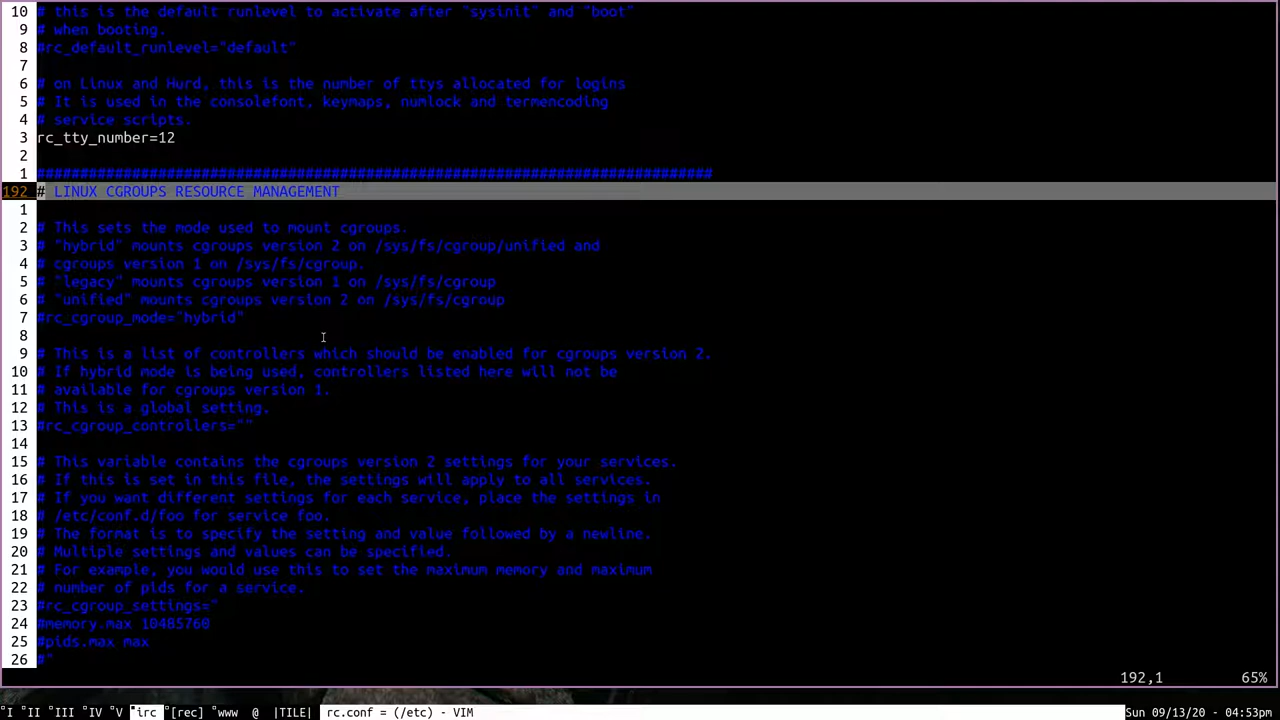 10 # this is the default runlevel to activate after "sysinit" and "boot"
9 # when booting.
8 #rc_default_runlevel="default"
7
6 # on Linux and Hurd, this is the number of ttys allocated for logins
5 # It is used in the consolefont, keymaps, numlock and termencoding
4 # service scripts.
3 rc_tty_number=12
2
1 ##############################################################################
192 # LINUX CGROUPS RESOURCE MANAGEMENT
1
2 # This sets the mode used to mount cgroups.
3 # "hybrid" mounts cgroups version 2 on /sys/fs/cgroup/unified and
4 # cgroups version 1 on /sys/fs/cgroup.
5 # "legacy" mounts cgroups version 1 on /sys/fs/cgroup
6 # "unified" mounts cgroups version 2 on /sys/fs/cgroup
7 #rc_cgroup_mode="hybrid"
8
9 # This is a list of controllers which should be enabled for cgroups version 2.
10 # If hybrid mode is being used, controllers listed here will not be
11 # available for cgroups version 1.
12 # This is a global setting.
13 #rc_cgroup_controllers=""
14
15 # This variable contains the cgroups version 2 settings for your services.
16 # If this is set in this file, the settings will apply to all services.
17 # If you want different settings for each service, place the settings in
18 # /etc/conf.d/foo for service foo.
19 # The format is to specify the setting and value followed by a newline.
20 # Multiple settings and values can be specified.
21 # For example, you would use this to set the maximum memory and maximum
22 # number of pids for a service.
23 #rc_cgroup_settings="
24 #memory.max 10485760
25 #pids.max max
26 #"
192,1 65%
°I °II °III °IV °V °irc °[rec] °www @ |TILE| rc.conf = (/etc) - VIM Sun 09/13/20 - 04:53pm